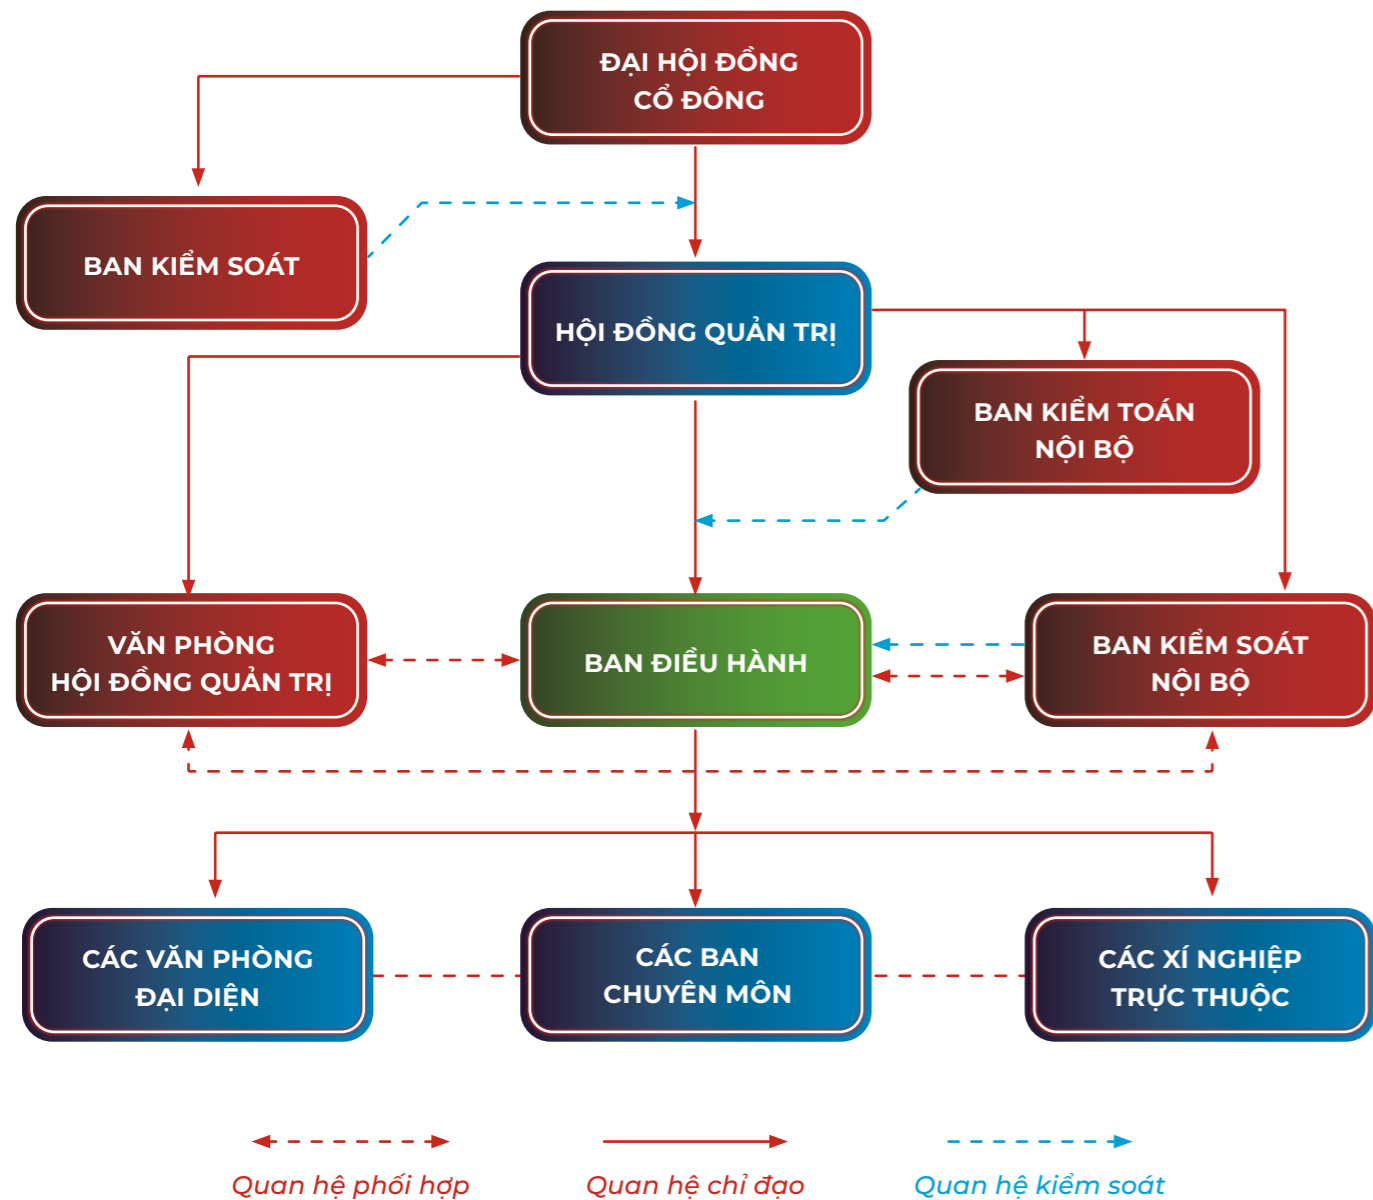 ĐẠI HỘI ĐỒNG
CỔ ĐÔNG
BAN KIỂM SOÁT
HỘI ĐỒNG QUẢN TRỊ
BAN KIỂM TOÁN
NỘI BỘ
VĂN PHÒNG
HỘI ĐỒNG QUẢN TRỊ
BAN ĐIỀU HÀNH
BAN KIỂM SOÁT
NỘI BỘ
CÁC VĂN PHÒNG
ĐẠI DIỆN
CÁC BAN
CHUYÊN MÔN
CÁC XÍ NGHIỆP
TRỰC THUỘC
Quan hệ phối hợp
Quan hệ chỉ đạo
Quan hệ kiểm soát